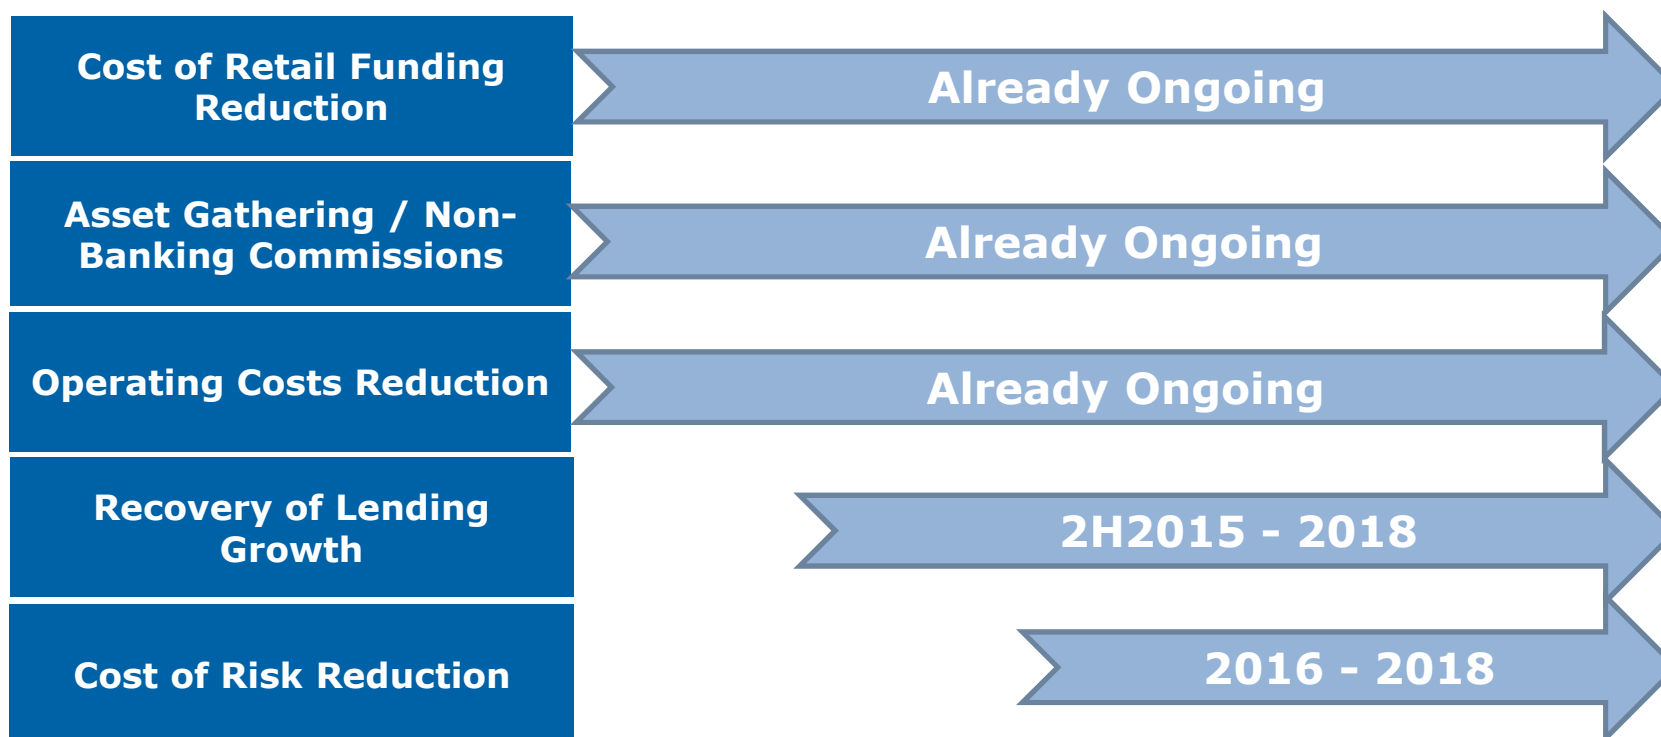 Cost of Retail Funding
Reduction
Already Ongoing
Asset Gathering / Non-
Banking Commissions
Already Ongoing
Operating Costs Reduction
Already Ongoing
Recovery of Lending
Growth
2H2015 - 2018
Cost of Risk Reduction
2016 - 2018